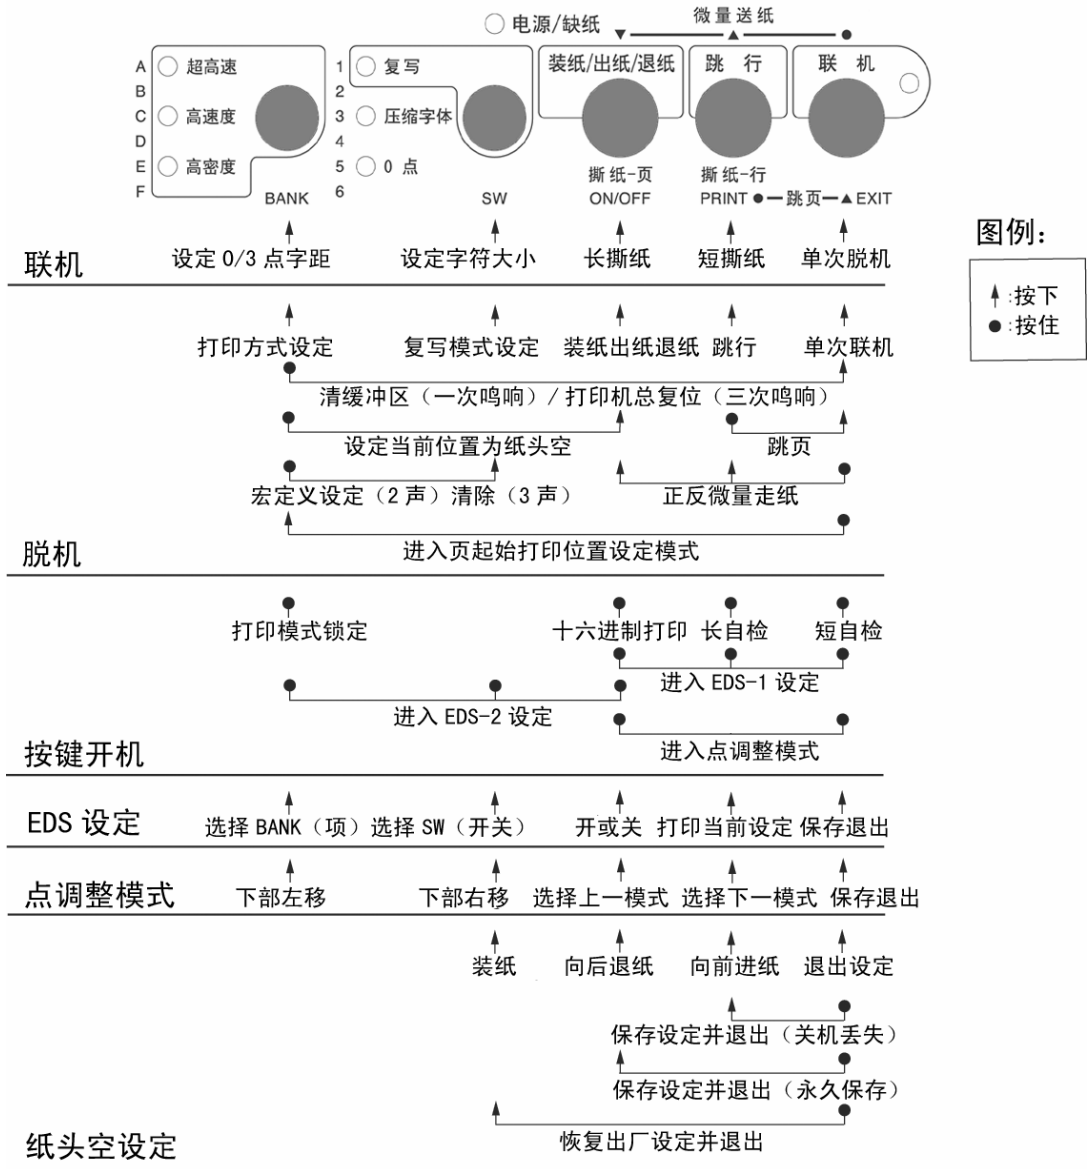 电源/缺纸 微量送纸
A 超高速 1 复写 装纸/出纸/退纸 跳 行 联 机
B 2
C 高速度 3 压缩字体
D 4
E 高密度 5 0 点 撕纸-页 撕纸-行
F BANK 6 SW ON/OFF PRINT ●—跳页—▲ EXIT
图例：
↑:按下
●:按住
联机 设定 0/3 点字距 设定字符大小 长撕纸 短撕纸 单次脱机
打印方式设定 复写模式设定 装纸出纸退纸 跳行 单次联机
清缓冲区（一次鸣响）/ 打印机总复位（三次鸣响）
设定当前位置为纸头空 跳页
宏定义设定（2 声）清除（3 声） 正反微量走纸
脱机 进入页起始打印位置设定模式
打印模式锁定 十六进制打印 长自检 短自检
进入 EDS-1 设定
进入 EDS-2 设定
按键开机 进入点调整模式
EDS 设定 选择 BANK（项）选择 SW（开关） 开或关 打印当前设定 保存退出
点调整模式 下部左移 下部右移 选择上一模式 选择下一模式 保存退出
装纸 向后退纸 向前进纸 退出设定
保存设定并退出（关机丢失）
保存设定并退出（永久保存）
纸头空设定 恢复出厂设定并退出